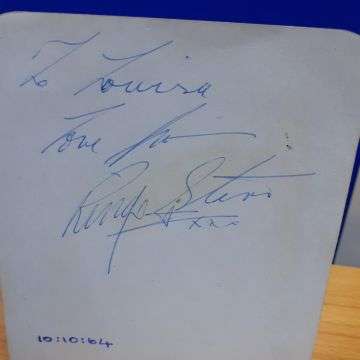 To Louisa
love from
Ringo Starr
xxx
10:10:64